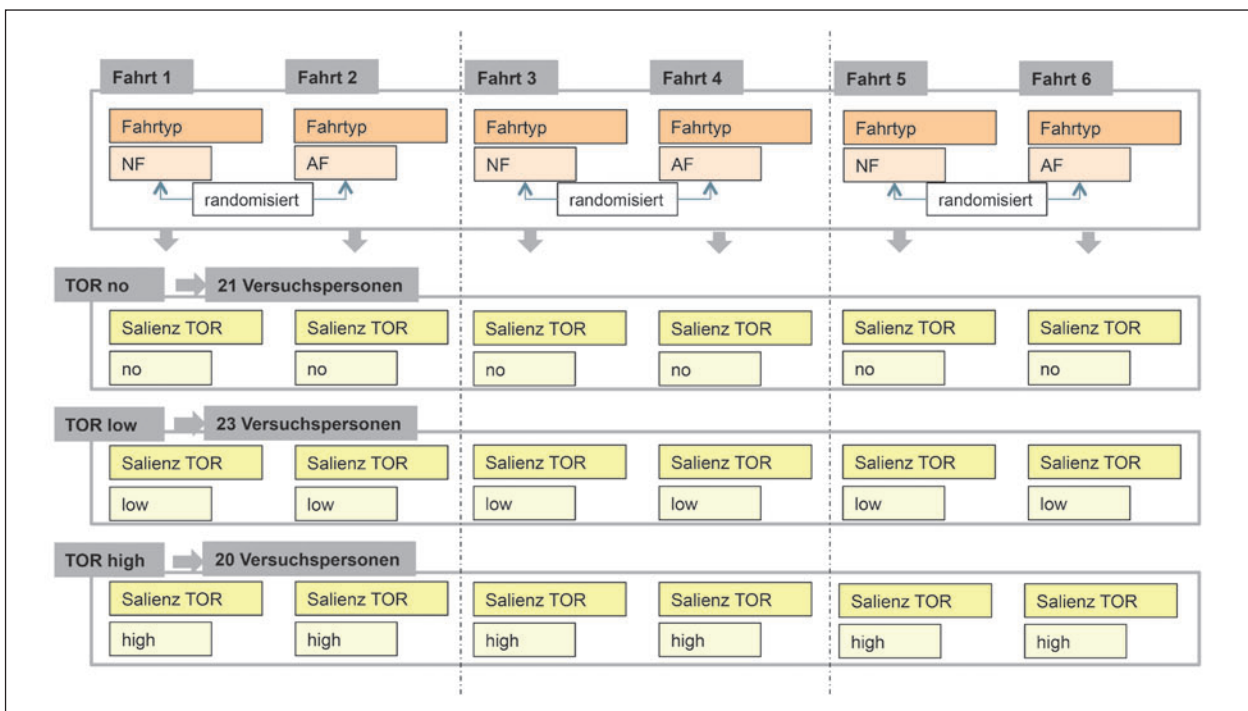 Fahrt 1 Fahrt 2 Fahrt 3 Fahrt 4 Fahrt 5 Fahrt 6
Fahrtyp Fahrtyp Fahrtyp Fahrtyp Fahrtyp Fahrtyp
NF AF NF AF NF AF
randomisiert randomisiert randomisiert
TOR no 21 Versuchspersonen
Salienz TOR Salienz TOR Salienz TOR Salienz TOR Salienz TOR Salienz TOR
no no no no no no
TOR low 23 Versuchspersonen
Salienz TOR Salienz TOR Salienz TOR Salienz TOR Salienz TOR Salienz TOR
low low low low low low
TOR high 20 Versuchspersonen
Salienz TOR Salienz TOR Salienz TOR Salienz TOR Salienz TOR Salienz TOR
high high high high high high